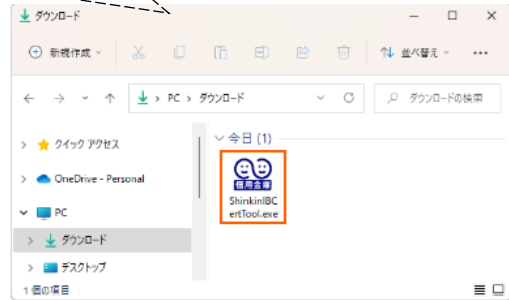 ダウンロード
新規作成
並べ替え
PC > ダウンロード
ダウンロードの検索
クイック アクセス
今日 (1)
OneDrive - Personal
信用金庫
ShinkinIBC
ertTool.exe
PC
ダウンロード
デスクトップ
1 個の項目